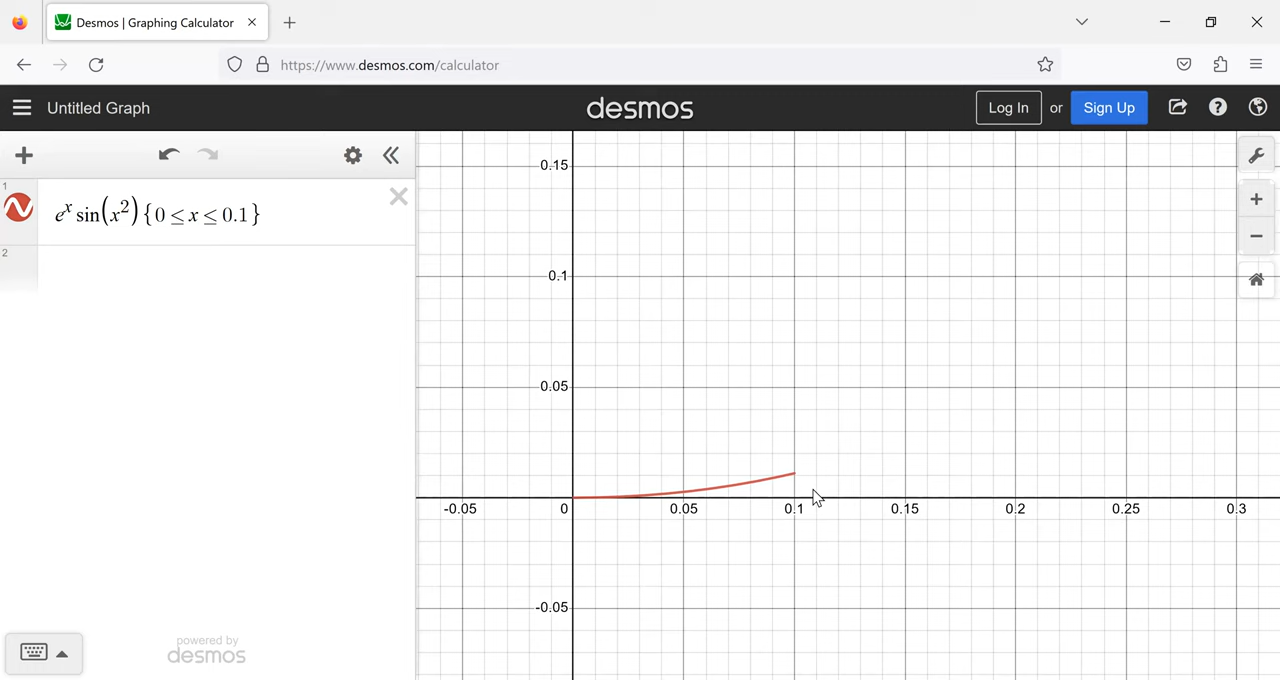 Desmos | Graphing Calculator
https://www.desmos.com/calculator
Untitled Graph
desmos
Log In or Sign Up
1
e^x sin(x^2) {0 ≤ x ≤ 0.1}
2
powered by
desmos
0.15
0.1
0.05
-0.05 0 0.05 0.1 0.15 0.2 0.25 0.3
-0.05